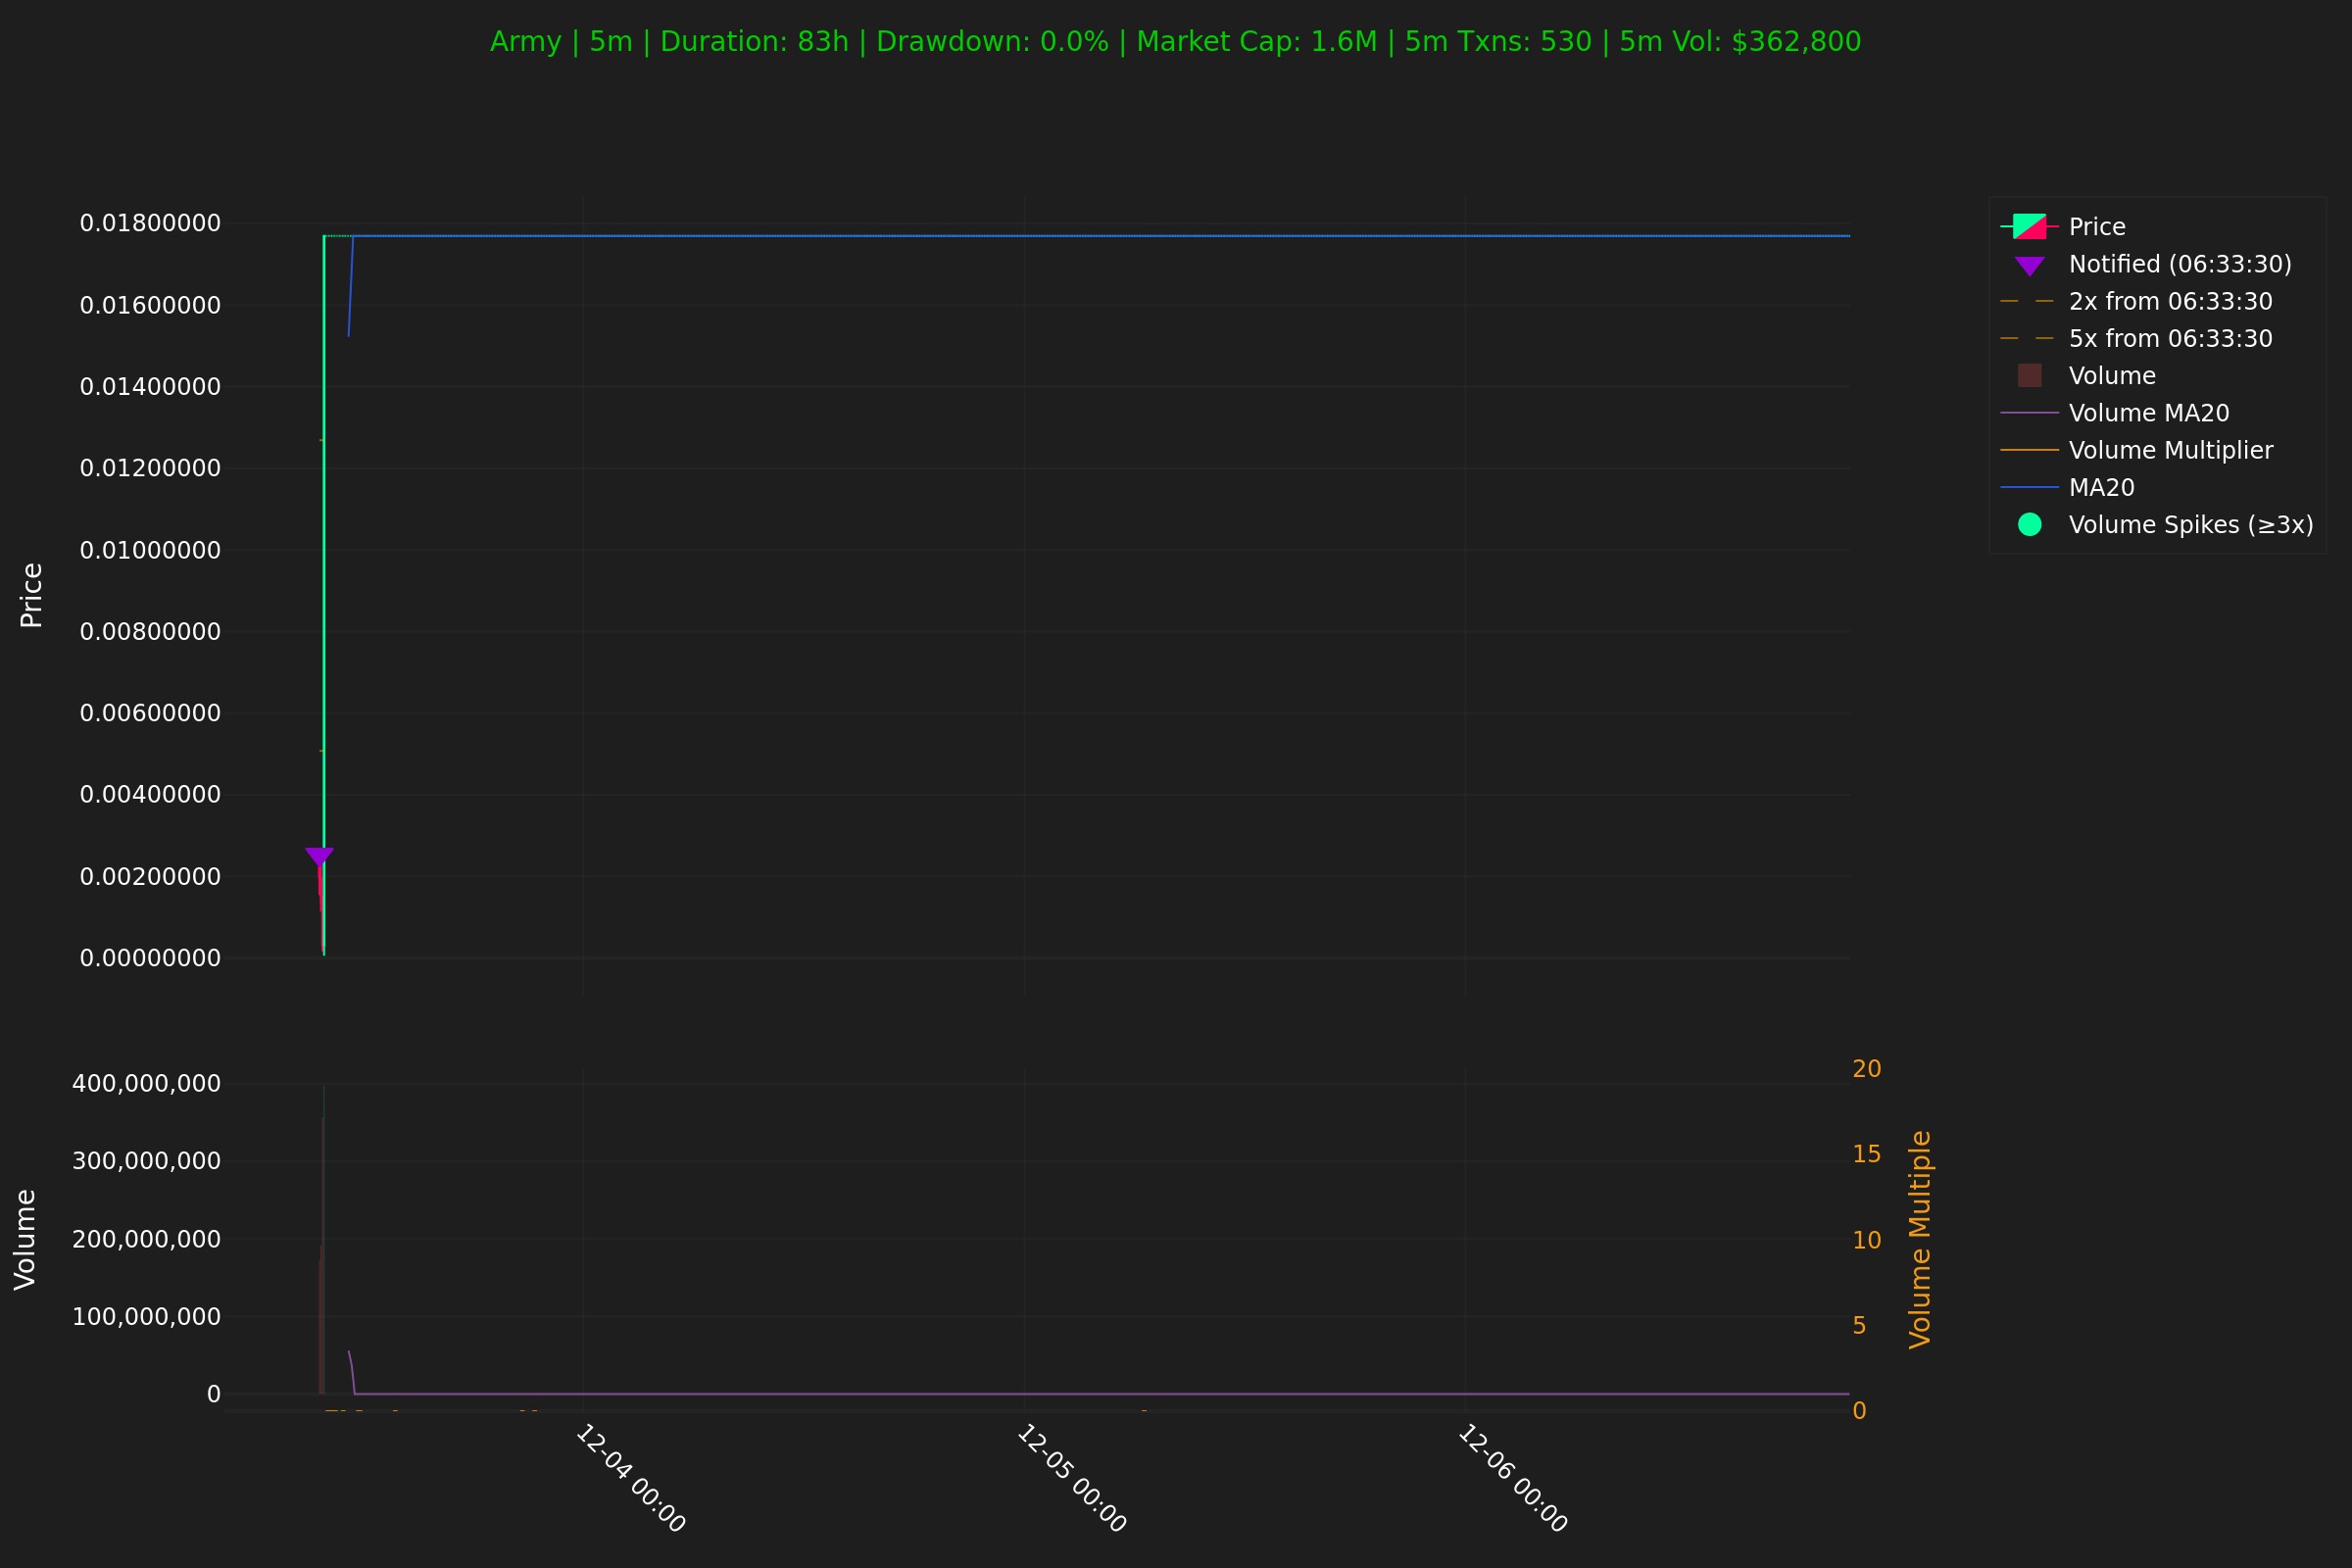 Army | 5m | Duration: 83h | Drawdown: 0.0% | Market Cap: 1.6M | 5m Txns: 530 | 5m Vol: $362,800
Price
0.01800000
0.01600000
0.01400000
0.01200000
0.01000000
0.00800000
0.00600000
0.00400000
0.00200000
0.00000000
Price
Notified (06:33:30)
2x from 06:33:30
5x from 06:33:30
Volume
Volume MA20
Volume Multiplier
MA20
Volume Spikes (≥3x)
Volume
400,000,000
300,000,000
200,000,000
100,000,000
0
20
15
10
5
0
Volume Multiple
12-04 00:00
12-05 00:00
12-06 00:00